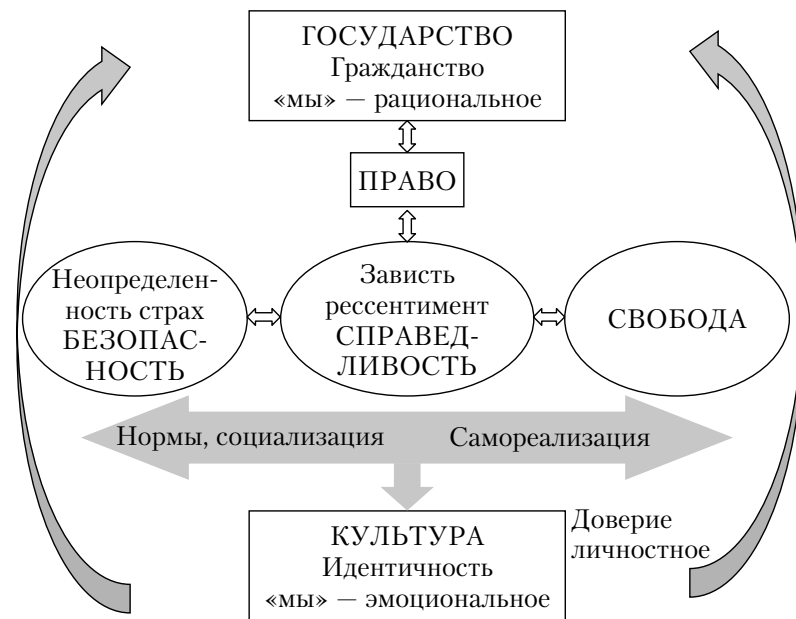 ГОСУДАРСТВО
Гражданство
«мы» — рациональное
ПРАВО
Неопределен-
ность страх
БЕЗОПАС-
НОСТЬ
Зависть
рессентимент
СПРАВЕД-
ЛИВОСТЬ
СВОБОДА
Нормы, социализация
Самореализация
КУЛЬТУРА
Идентичность
«мы» — эмоциональное
Доверие
личностное